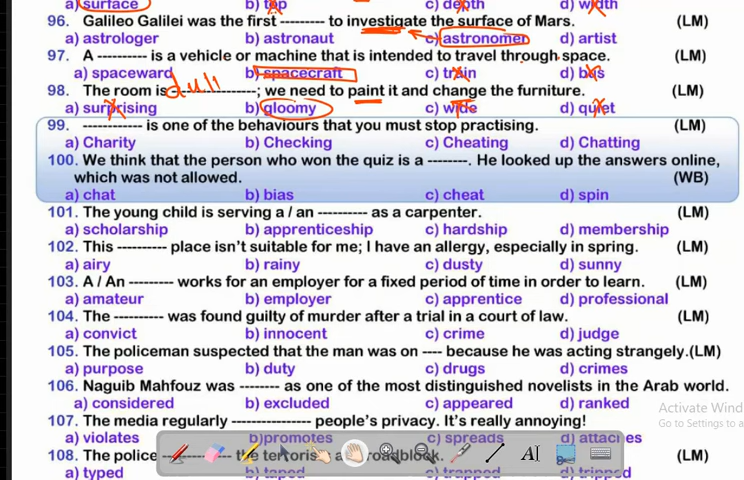 a) surface b) top c) depth d) width
96. Galileo Galilei was the first --------- to investigate the surface of Mars. (LM)
a) astrologer b) astronaut c) astronomer d) artist
97. A ---------- is a vehicle or machine that is intended to travel through space. (LM)
a) spaceward b) spacecraft c) train d) bus
98. The room is dull ----------; we need to paint it and change the furniture. (LM)
a) surprising b) gloomy c) wide d) quiet
99. ------------ is one of the behaviours that you must stop practising. (LM)
a) Charity b) Checking c) Cheating d) Chatting
100. We think that the person who won the quiz is a --------. He looked up the answers online,
which was not allowed. (WB)
a) chat b) bias c) cheat d) spin
101. The young child is serving a / an ---------- as a carpenter. (LM)
a) scholarship b) apprenticeship c) hardship d) membership
102. This ---------- place isn't suitable for me; I have an allergy, especially in spring. (LM)
a) airy b) rainy c) dusty d) sunny
103. A / An --------- works for an employer for a fixed period of time in order to learn. (LM)
a) amateur b) employer c) apprentice d) professional
104. The ---------- was found guilty of murder after a trial in a court of law. (LM)
a) convict b) innocent c) crime d) judge
105. The policeman suspected that the man was on ---- because he was acting strangely.(LM)
a) purpose b) duty c) drugs d) crimes
106. Naguib Mahfouz was -------- as one of the most distinguished novelists in the Arab world.
a) considered b) excluded c) appeared d) ranked
Activate Wind
Go to Settings to a
107. The media regularly ---------------- people's privacy. It's really annoying!
a) violates b)promotes c) spreads d) attaches
AI
108. The police the roadblock. (LM)
a) typed b) taped c) trapped d) tripped